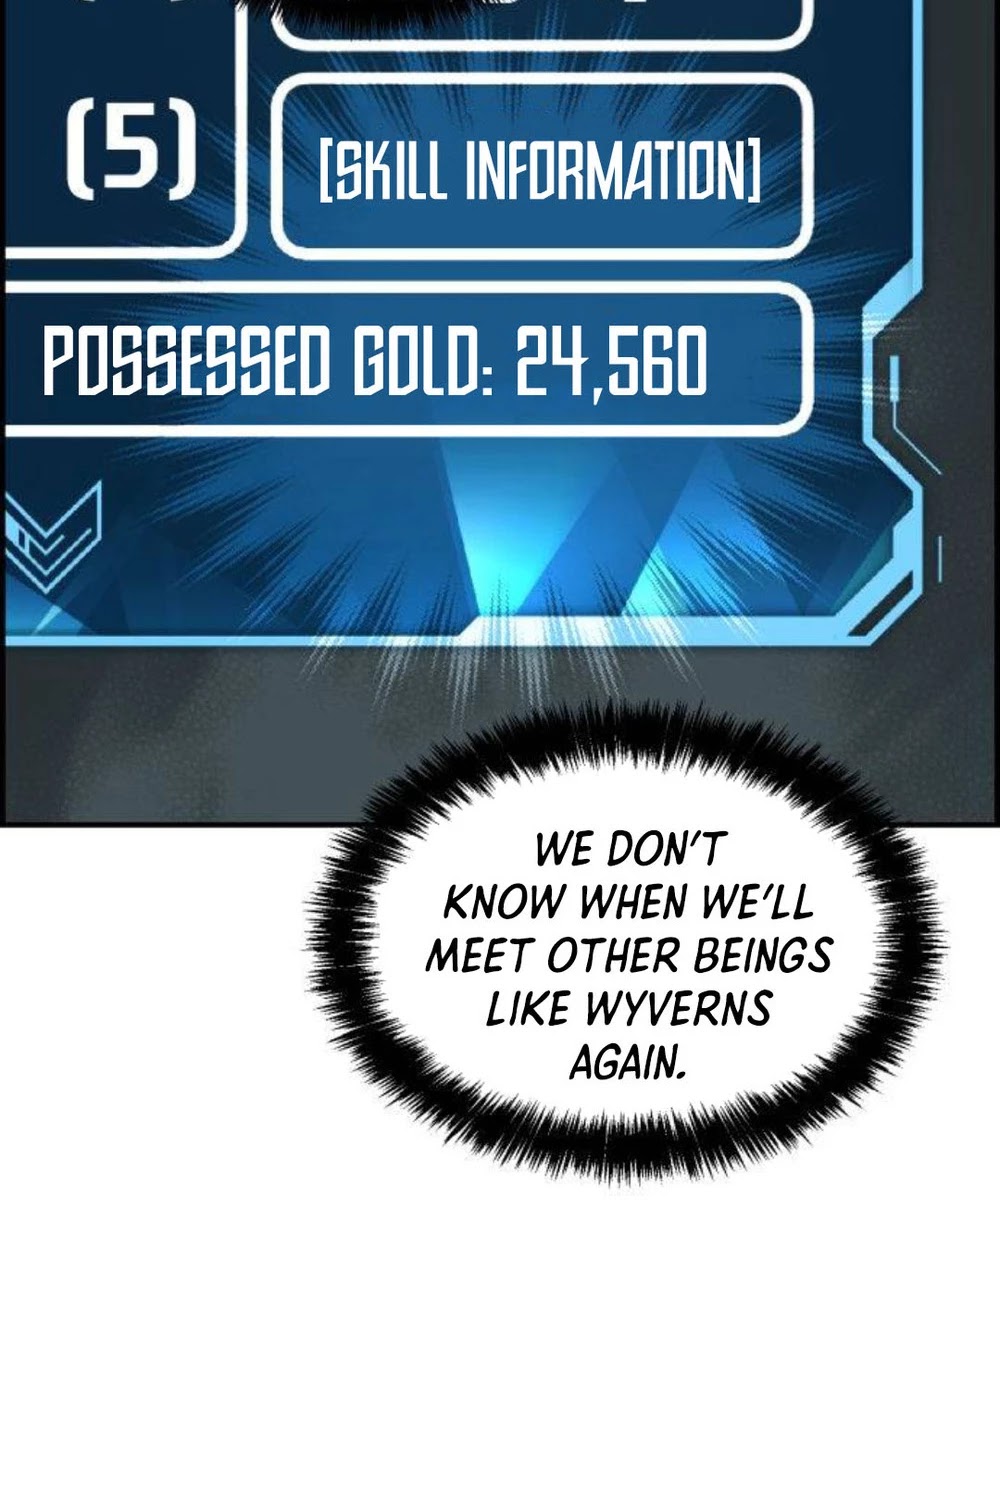 (5)
[SKILL INFORMATION]
POSSESSED GOLD: 24,560
WE DON'T
KNOW WHEN WE'LL
MEET OTHER BEINGS
LIKE WYVERNS
AGAIN.